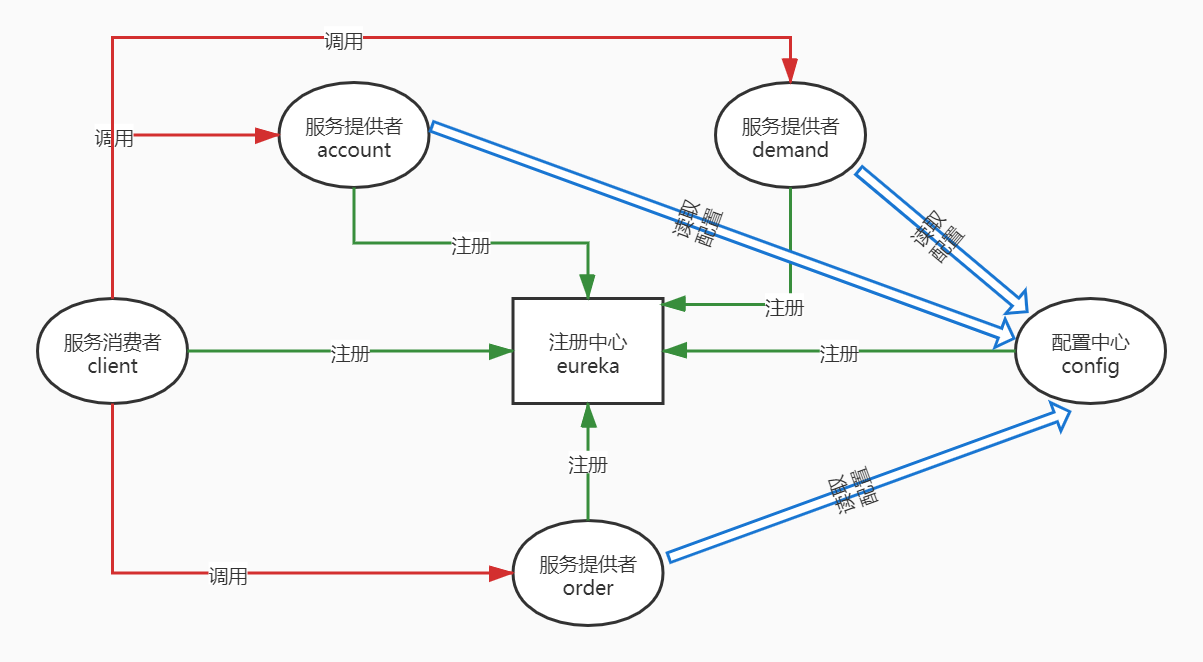 调用
调用
服务提供者
account
服务提供者
demand
读取
配置
读取
配置
注册
注册
服务消费者
client
注册
注册中心
eureka
注册
配置中心
config
注册
读取
配置
调用
服务提供者
order